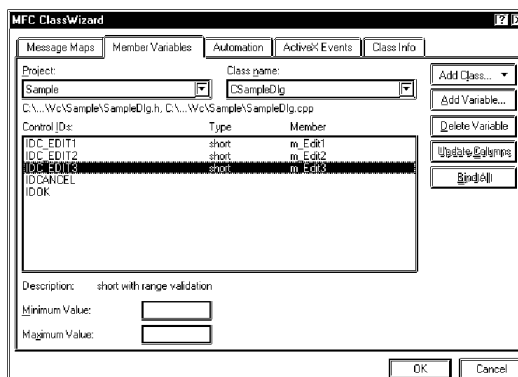 MFC ClassWizard
Message Maps Member Variables Automation ActiveX Events Class Info
Project: Class name:
Sample CSampleDlg
Add Class...
C:\...\Vc\Sample\SampleDlg.h, C:\...\Vc\Sample\SampleDlg.cpp
Add Variable...
Control IDs: Type Member
Delete Variable
IDC_EDIT1 short m_Edit1
IDC_EDIT2 short m_Edit2
Update Columns
IDC_EDIT3 short m_Edit3
IDCANCEL
Bind All
IDOK
Description: short with range validation
Minimum Value:
Maximum Value:
OK Cancel